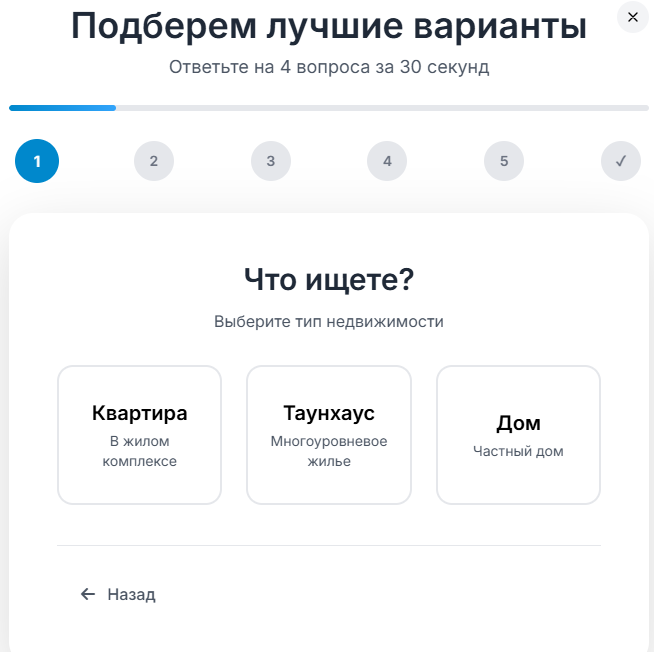 Подберем лучшие варианты
Ответьте на 4 вопроса за 30 секунд
1 2 3 4 5 ✓
Что ищете?
Выберите тип недвижимости
Квартира
В жилом
комплексе
Таунхаус
Многоуровневое
жилье
Дом
Частный дом
← Назад